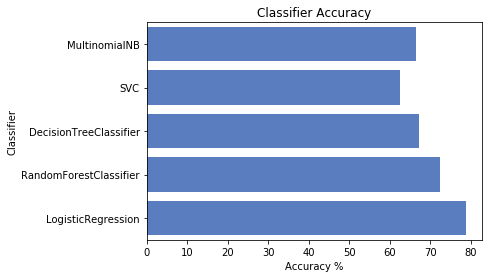 Classifier Accuracy
MultinomialNB
SVC
DecisionTreeClassifier
RandomForestClassifier
LogisticRegression
Classifier
0 10 20 30 40 50 60 70 80
Accuracy %